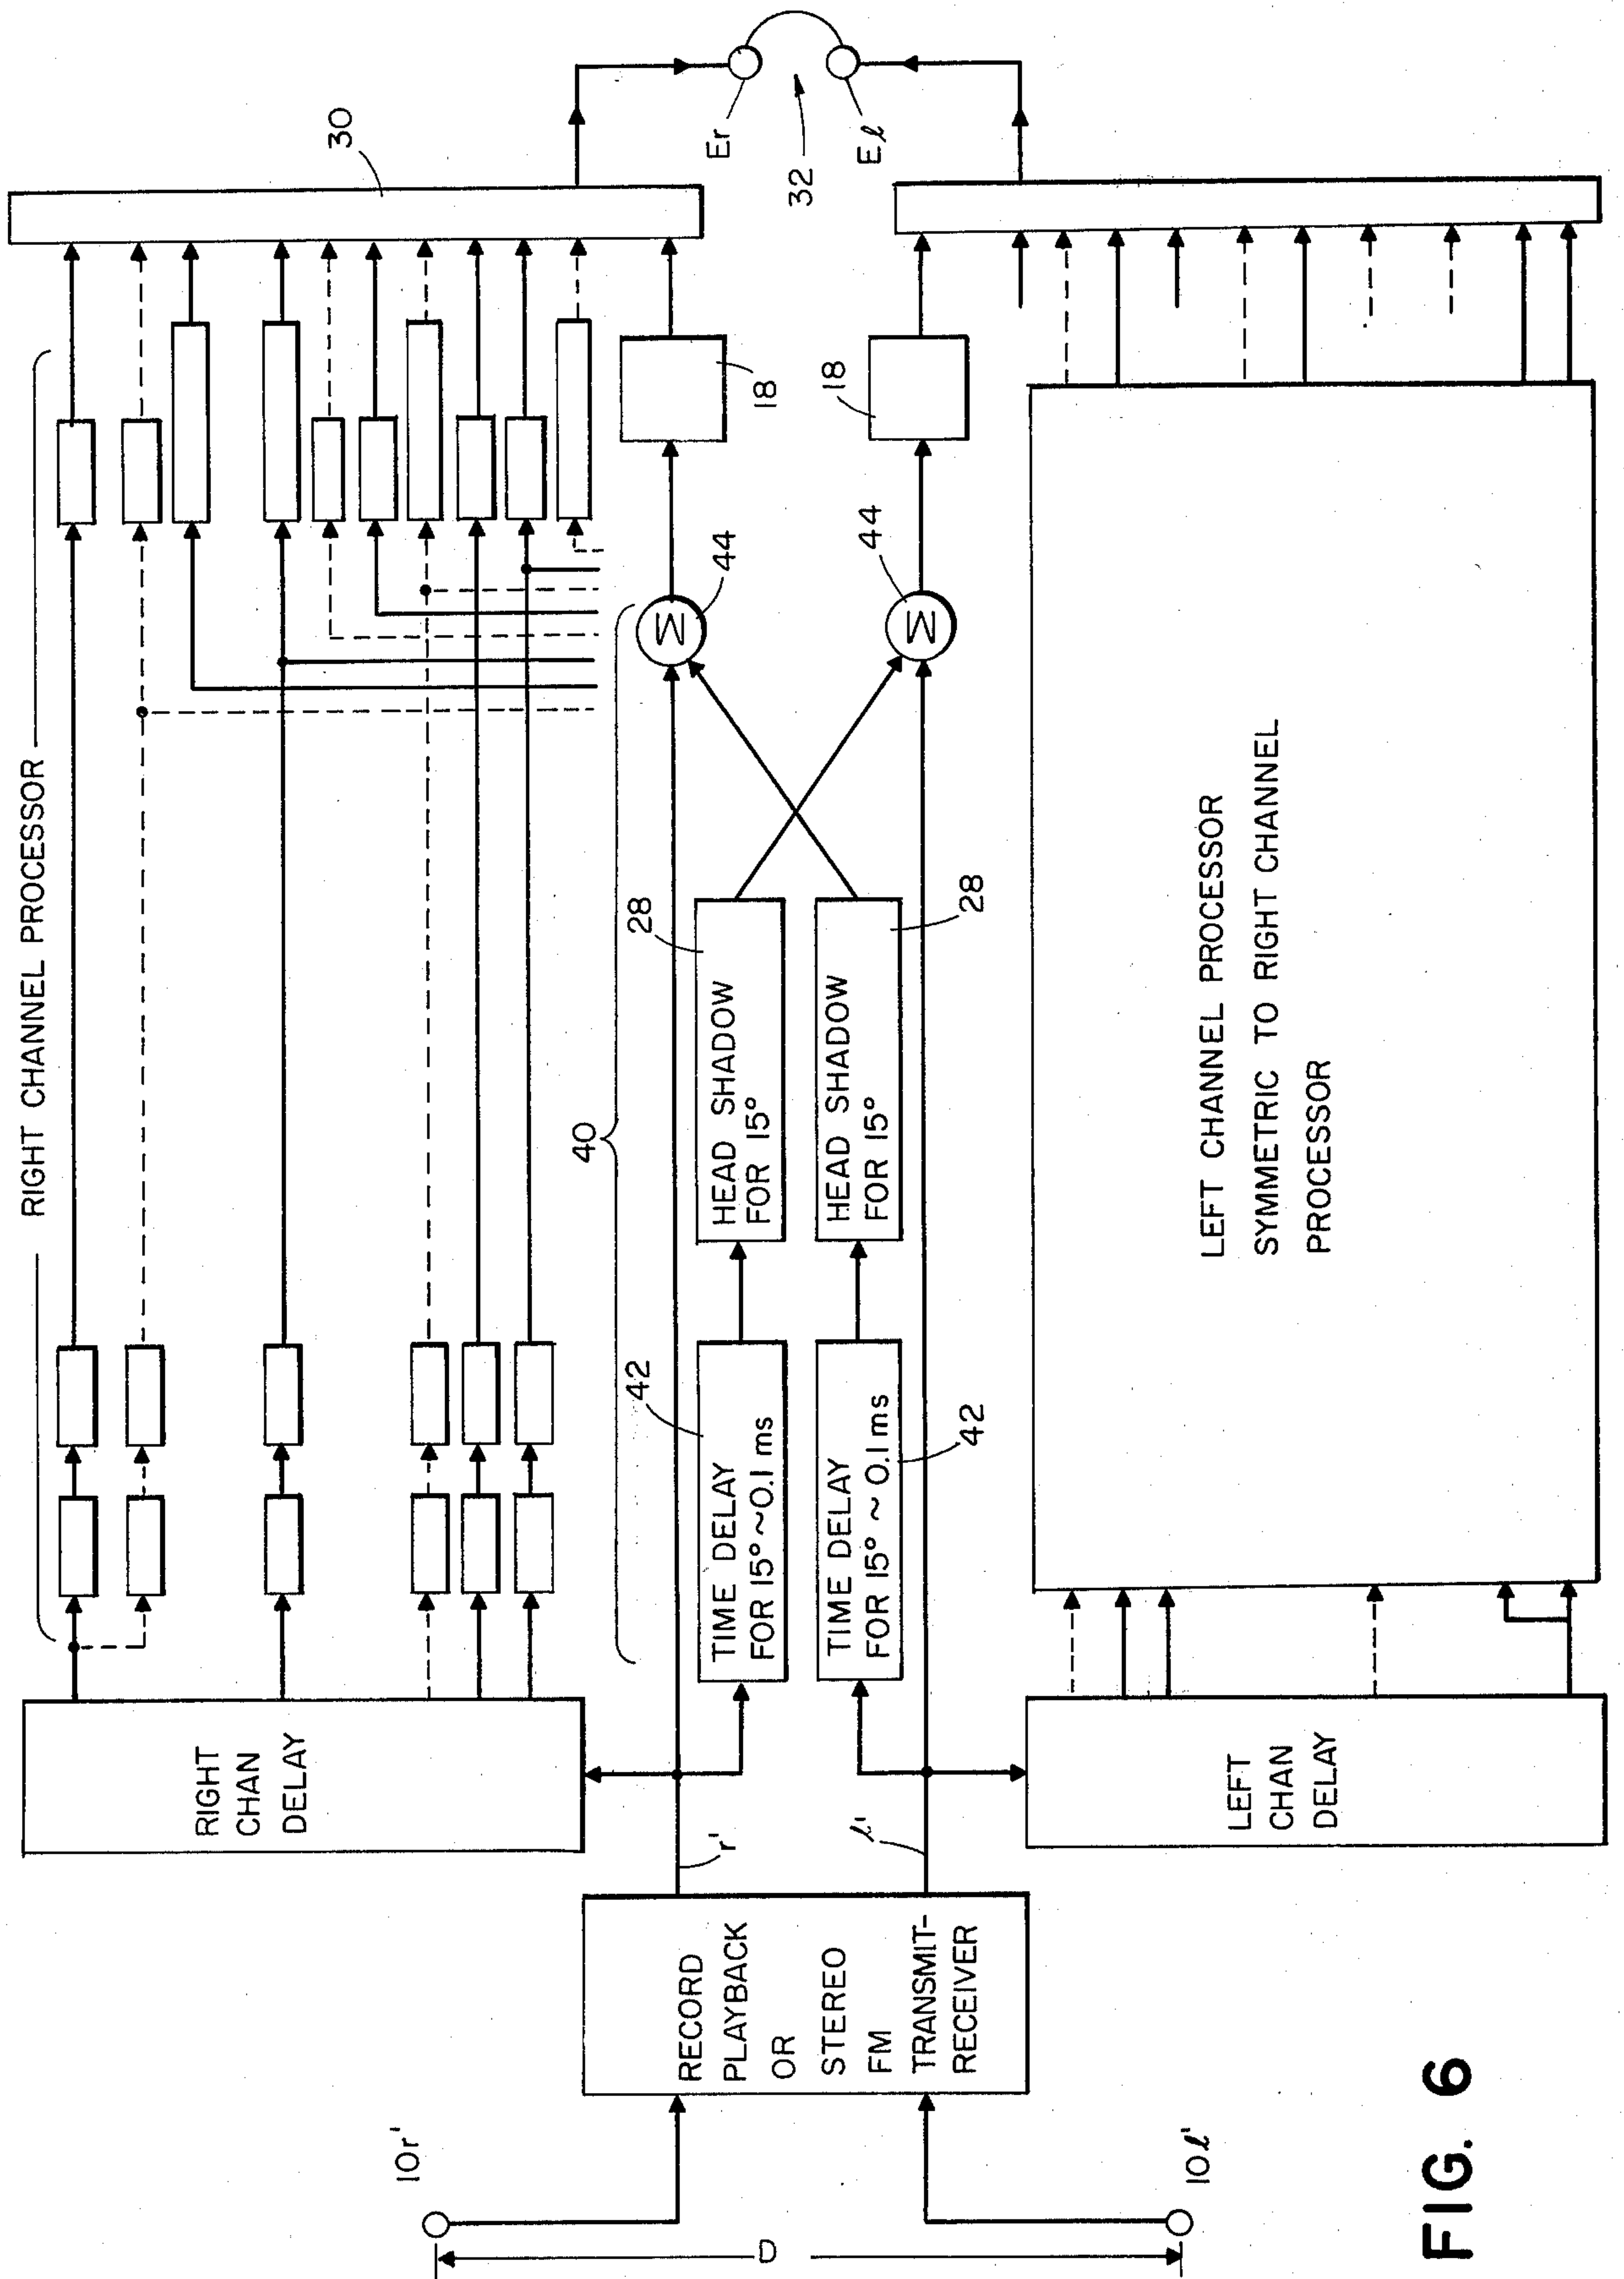 RIGHT CHANNEL PROCESSOR
30
Er
El
32
18
18
44
44
40
RIGHT
CHAN
DELAY
42
28
TIME DELAY
FOR 15° ~ 0.1 ms
HEAD SHADOW
FOR 15°
TIME DELAY
FOR 15° ~ 0.1 ms
HEAD SHADOW
FOR 15°
42
28
Σ
Σ
r'
l'
RECORD
PLAYBACK
OR
STEREO
FM
TRANSMIT-
RECEIVER
10r'
10l'
D
LEFT
CHAN
DELAY
LEFT CHANNEL PROCESSOR
SYMMETRIC TO RIGHT CHANNEL
PROCESSOR
FIG. 6